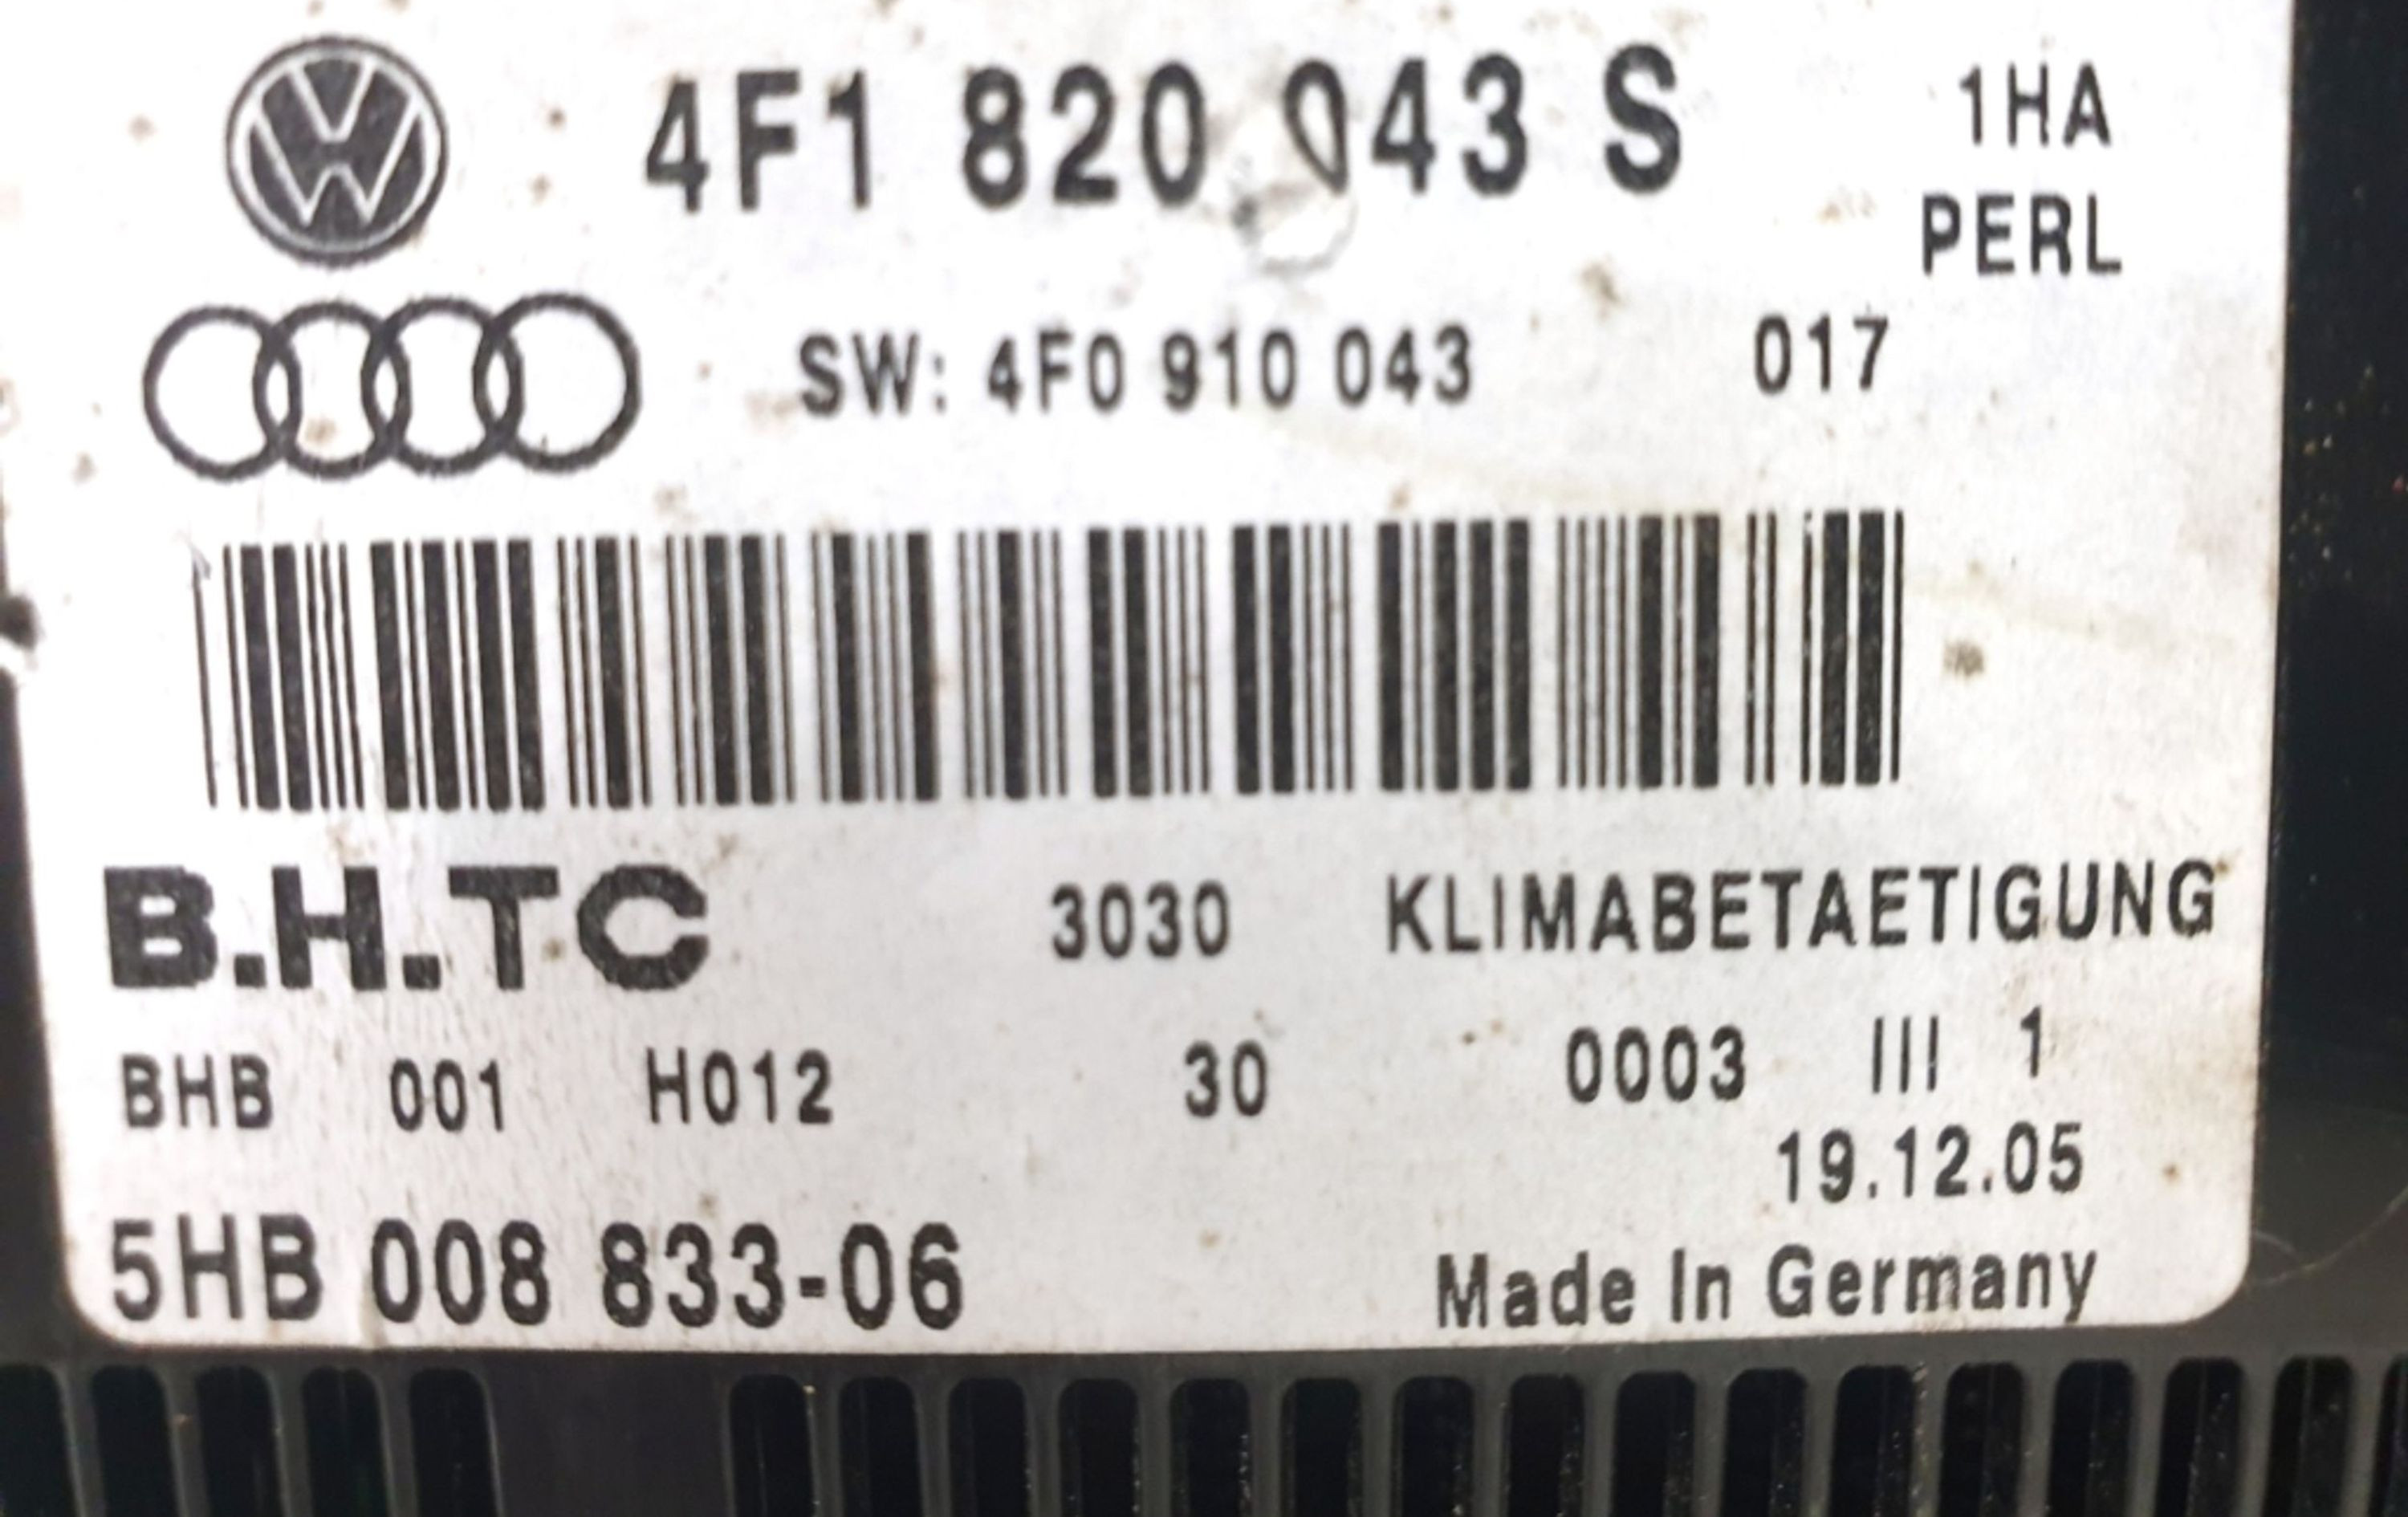 4F1 820 043 S 1HA
PERL
SW: 4F0 910 043 017
B.H.TC 3030 KLIMABETAETIGUNG
BHB 001 H012 30 0003 III 1
19.12.05
5HB 008 833-06 Made In Germany